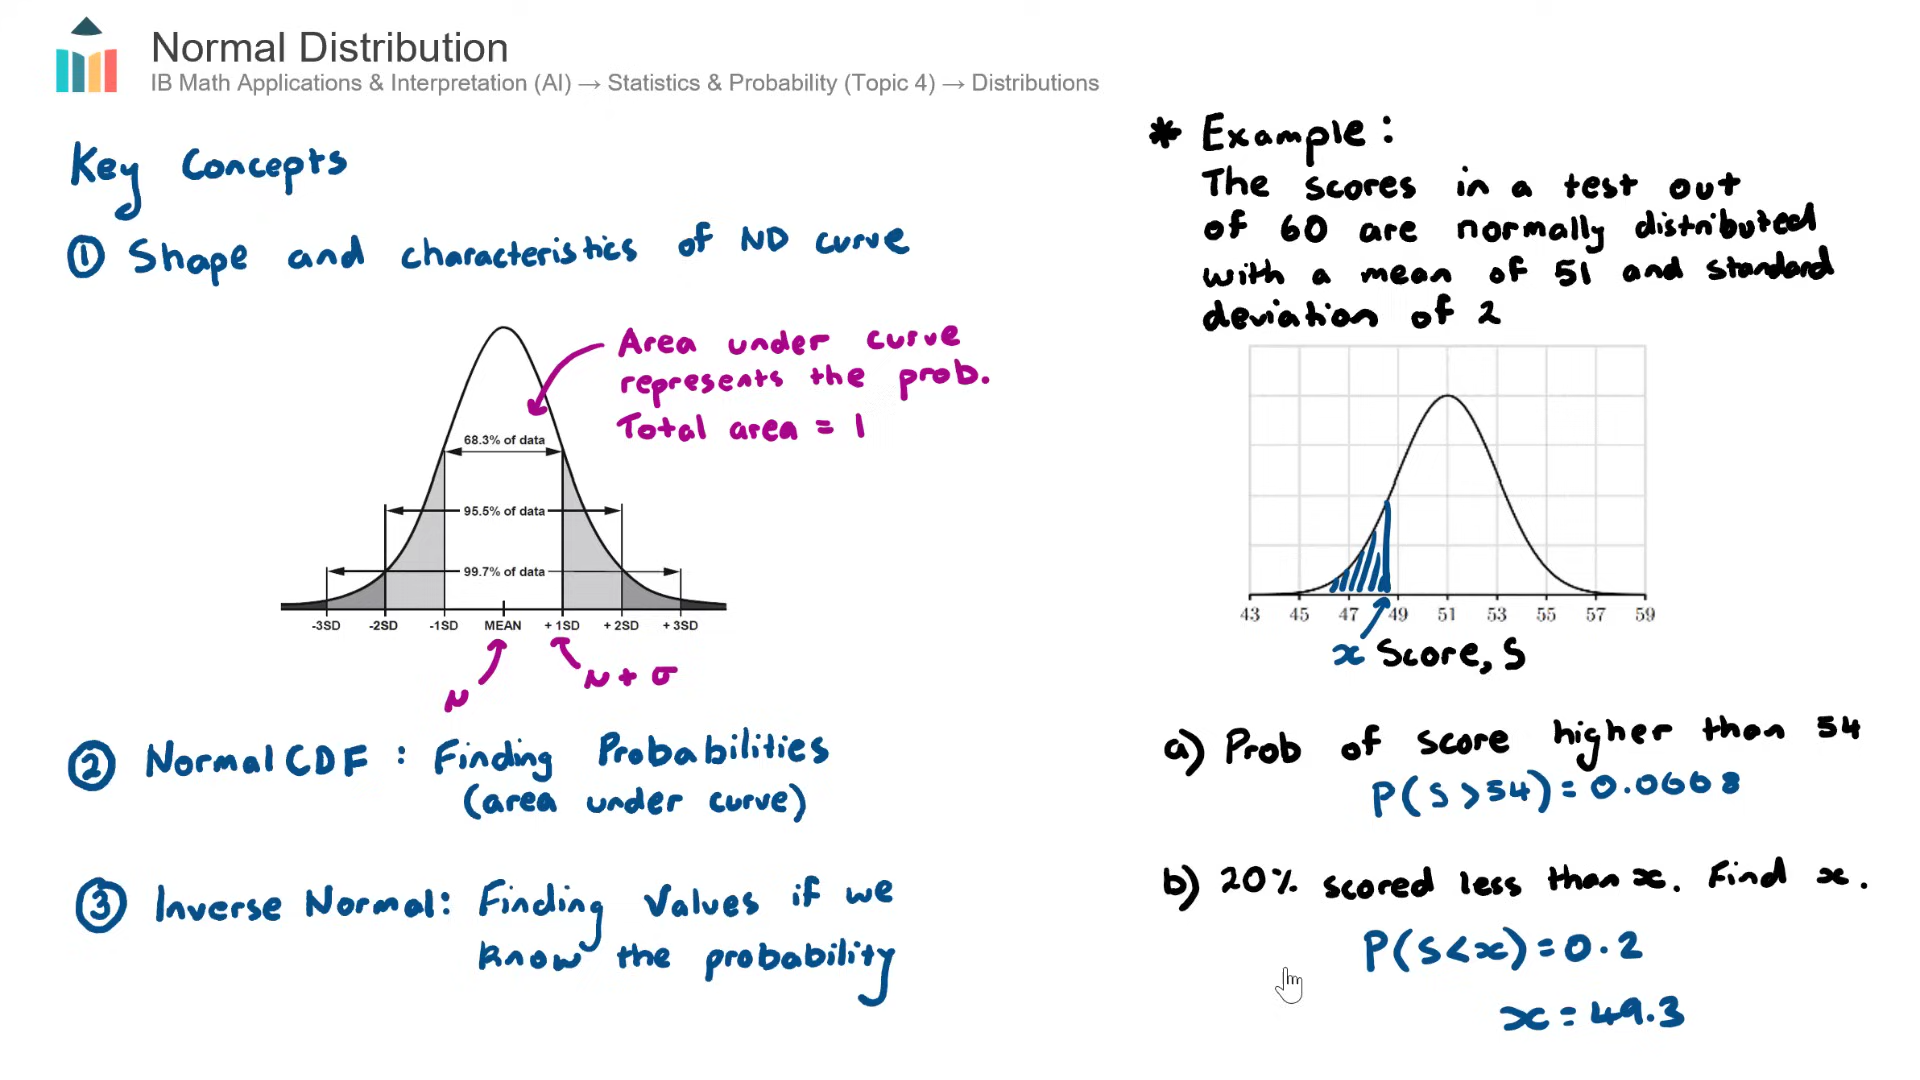 Normal Distribution
IB Math Applications & Interpretation (AI) → Statistics & Probability (Topic 4) → Distributions
Key Concepts
① Shape and characteristics of ND curve
Area under curve
represents the prob.
Total area = 1
68.3% of data
95.5% of data
99.7% of data
-3SD -2SD -1SD MEAN + 1SD + 2SD + 3SD
μ
μ + σ
② Normal CDF : Finding Probabilities
(area under curve)
③ Inverse Normal: Finding Values if we
know the probability
* Example:
The scores in a test out
of 60 are normally distributed
with a mean of 51 and standard
deviation of 2
43 45 47 49 51 53 55 57 59
x Score, S
a) Prob of score higher than 54
P(S > 54) = 0.0668
b) 20% scored less than x. Find x.
P(S < x) = 0.2
x = 49.3